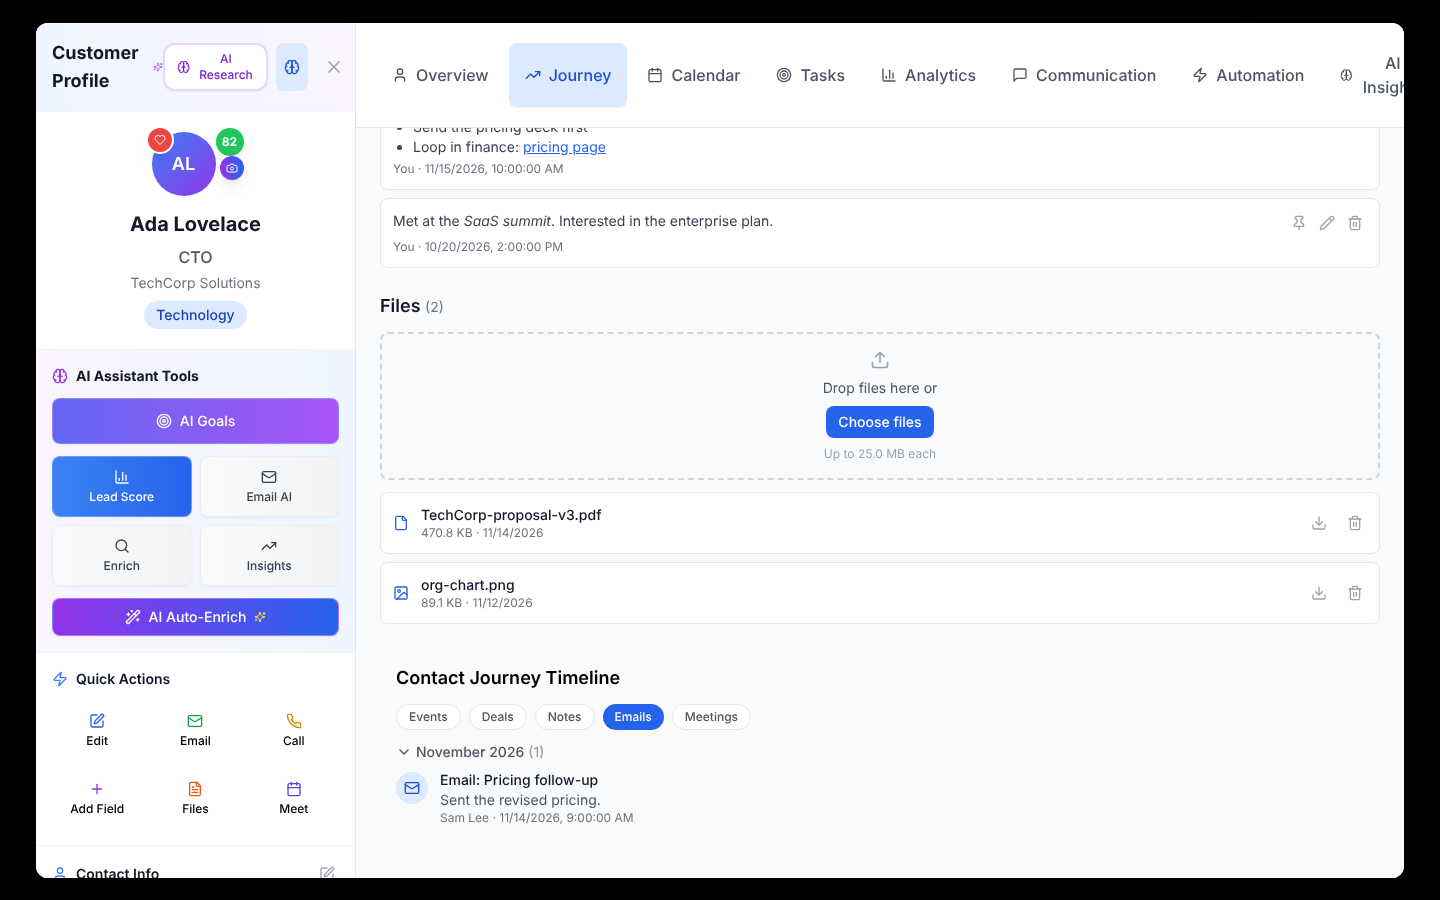 Customer Profile
AI Research
Overview
Journey
Calendar
Tasks
Analytics
Communication
Automation
AI
82
AL
Ada Lovelace
CTO
TechCorp Solutions
Technology
AI Assistant Tools
AI Goals
Lead Score
Email AI
Enrich
Insights
AI Auto-Enrich
Quick Actions
Edit
Email
Call
Add Field
Files
Meet
Contact Info
Send the pricing deck first
Loop in finance: pricing page
You · 11/15/2026, 10:00:00 AM
Met at the SaaS summit. Interested in the enterprise plan.
You · 10/20/2026, 2:00:00 PM
Files (2)
Drop files here or
Choose files
Up to 25.0 MB each
TechCorp-proposal-v3.pdf
470.8 KB · 11/14/2026
org-chart.png
89.1 KB · 11/12/2026
Contact Journey Timeline
Events
Deals
Notes
Emails
Meetings
November 2026 (1)
Email: Pricing follow-up
Sent the revised pricing.
Sam Lee · 11/14/2026, 9:00:00 AM